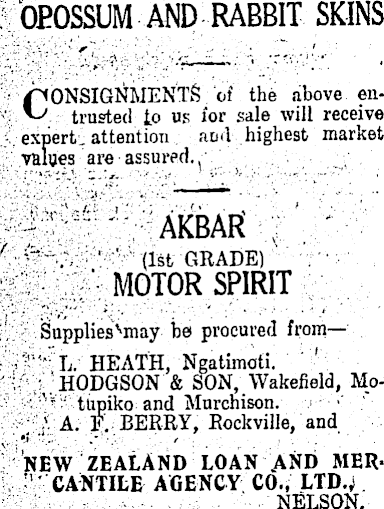 OPOSSUM AND RABBIT SKINS
CONSIGNMENTS of the above en-
trusted to us for sale will receive
expert attention and highest market
values are assured.
AKBAR
(1st GRADE)
MOTOR SPIRIT
Supplies may be procured from—
L. HEATH, Ngatimoti.
HODGSON & SON, Wakefield, Mo-
tupiko and Murchison.
A. F. BERRY, Rockville, and
NEW ZEALAND LOAN AND MER-
CANTILE AGENCY CO., LTD.,
NELSON.